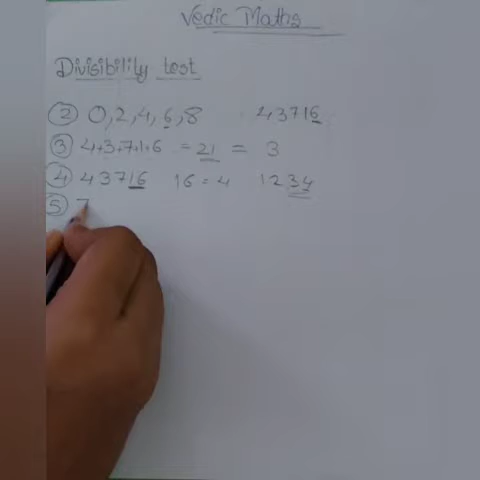 Vedic Maths
Divisibility test
② 0,2,4,6,8 43716
③ 4+3+7+1+6 = 21 = 3
④ 43716 16 = 4 1234
⑤